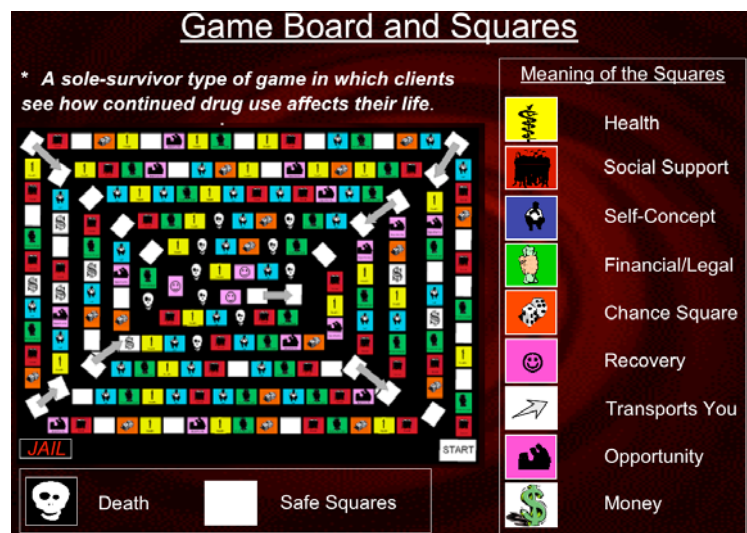 Game Board and Squares
* A sole-survivor type of game in which clients
see how continued drug use affects their life.
JAIL
START
Death
Safe Squares
Meaning of the Squares
Health
Social Support
Self-Concept
Financial/Legal
Chance Square
Recovery
Transports You
Opportunity
Money